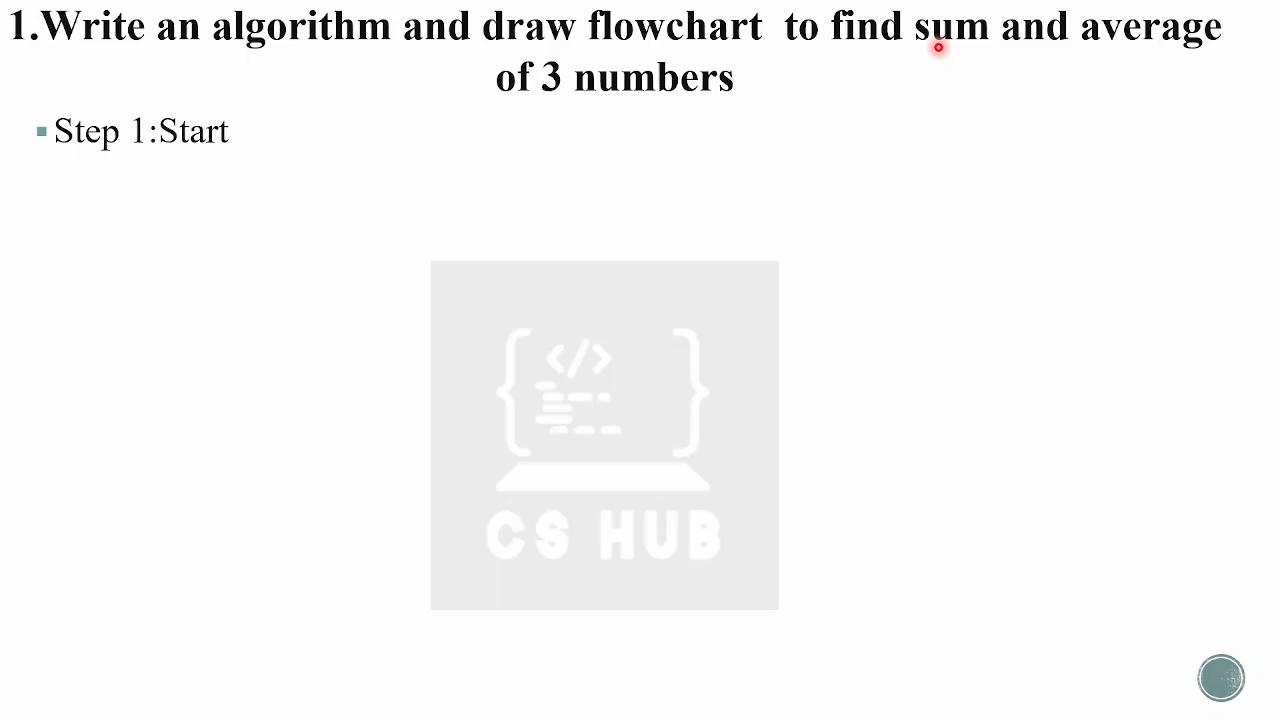 1.Write an algorithm and draw flowchart to find sum and average
of 3 numbers
Step 1:Start
</>
CS HUB